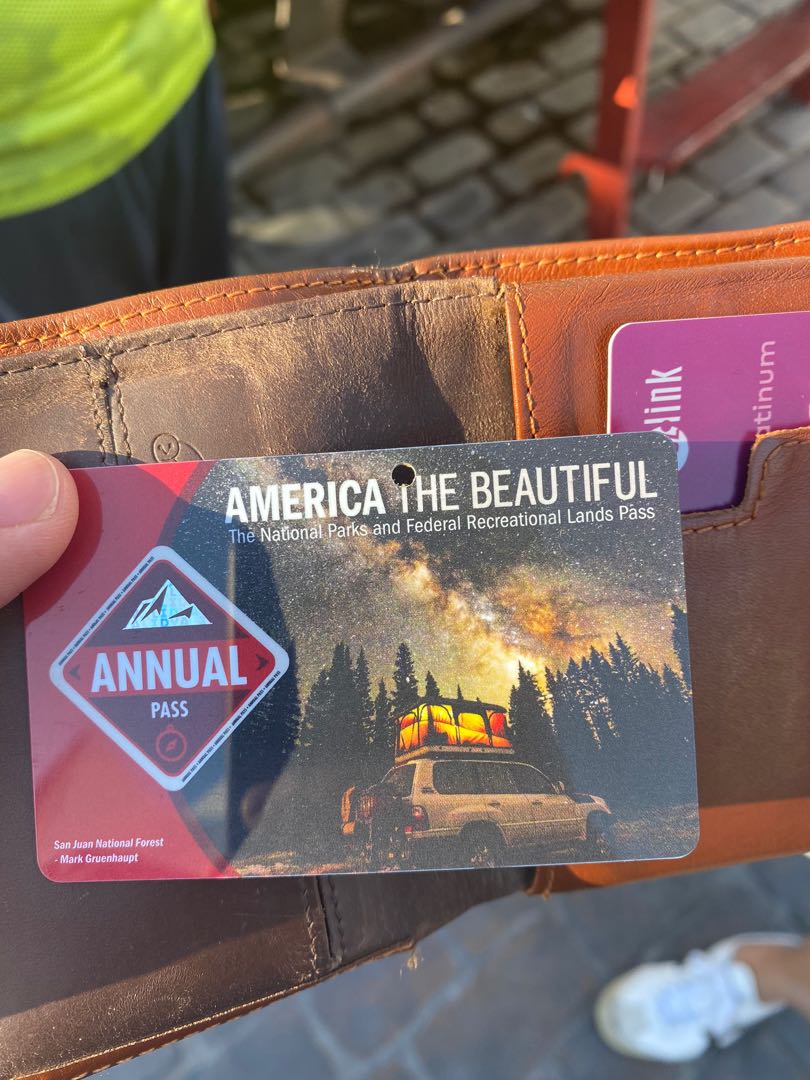 AMERICA THE BEAUTIFUL
The National Parks and Federal Recreational Lands Pass
ANNUAL
PASS
San Juan National Forest
- Mark Gruenhaupt
link
atinum